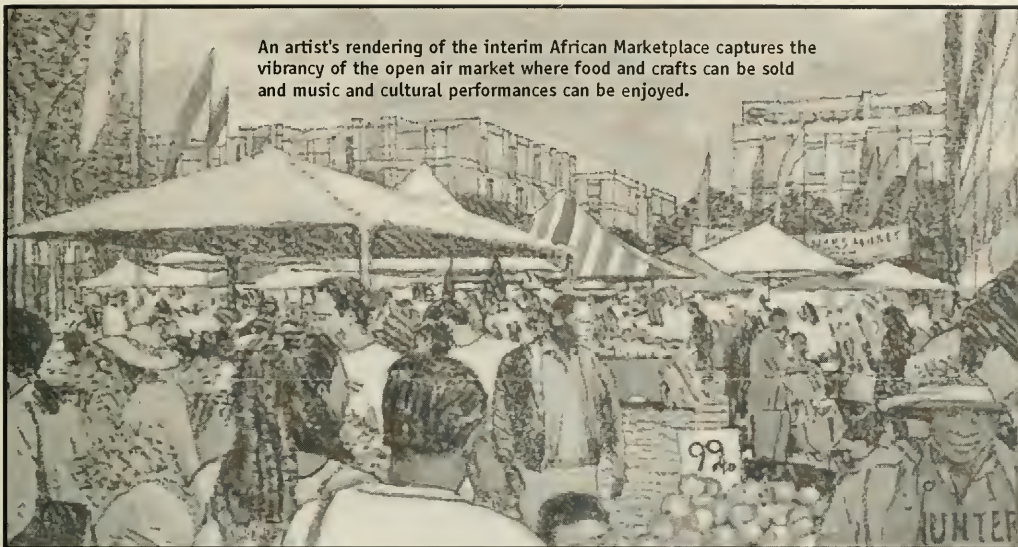 An artist's rendering of the interim African Marketplace captures the
vibrancy of the open air market where food and crafts can be sold
and music and cultural performances can be enjoyed.
MARKET
99
UNTER